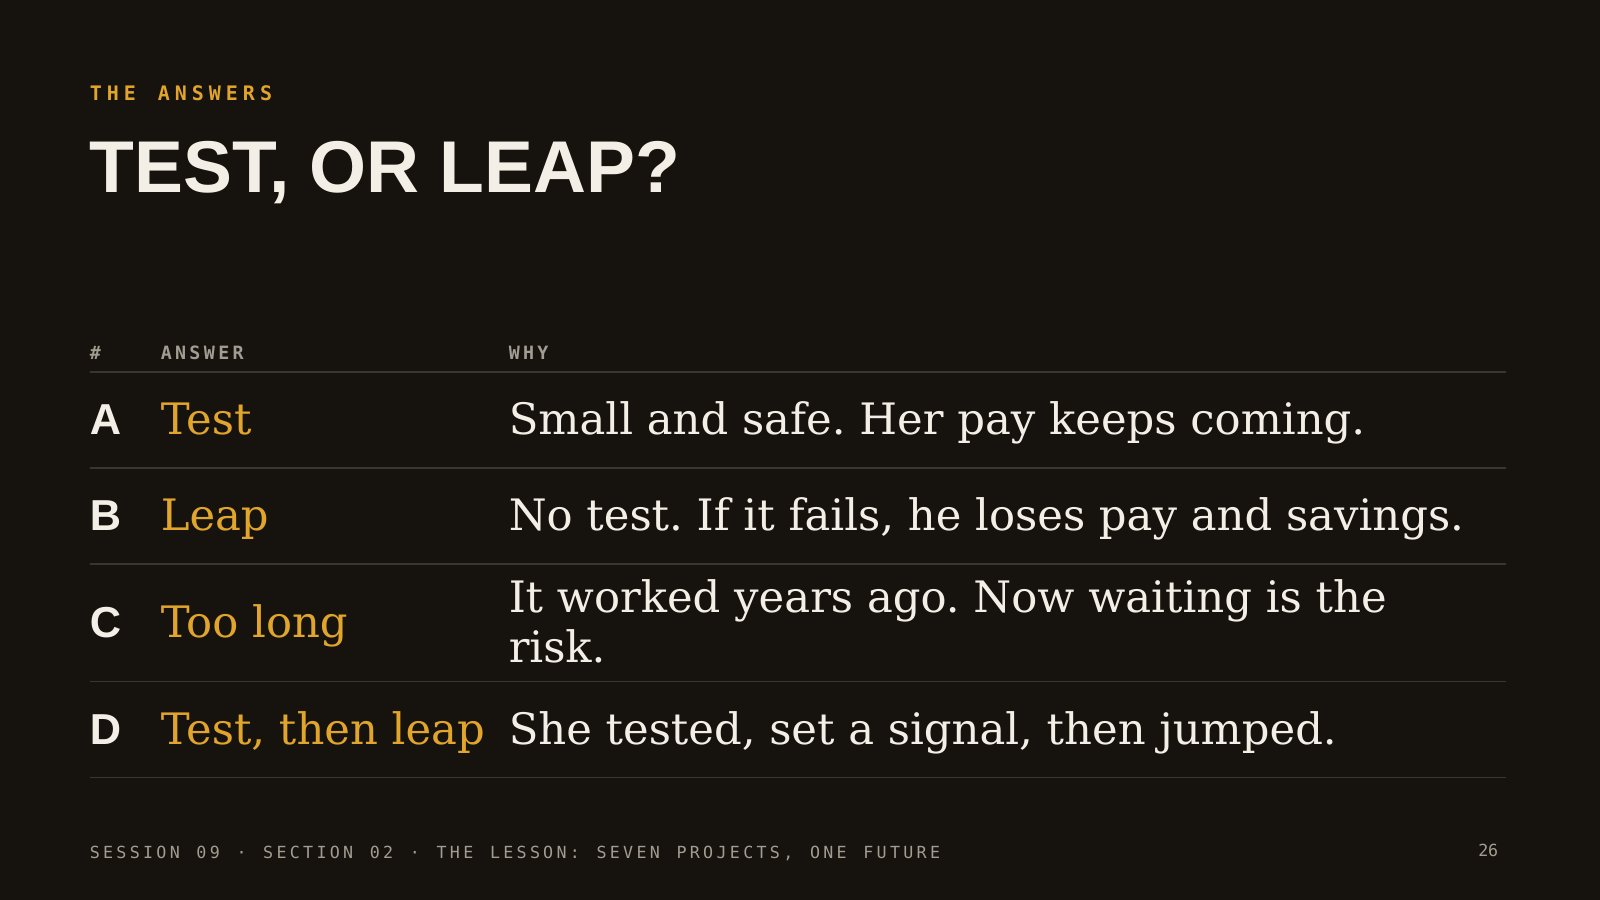 THE ANSWERS
TEST, OR LEAP?
# ANSWER WHY
A Test Small and safe. Her pay keeps coming.
B Leap No test. If it fails, he loses pay and savings.
C Too long It worked years ago. Now waiting is the
risk.
D Test, then leap She tested, set a signal, then jumped.
SESSION 09 · SECTION 02 · THE LESSON: SEVEN PROJECTS, ONE FUTURE 26